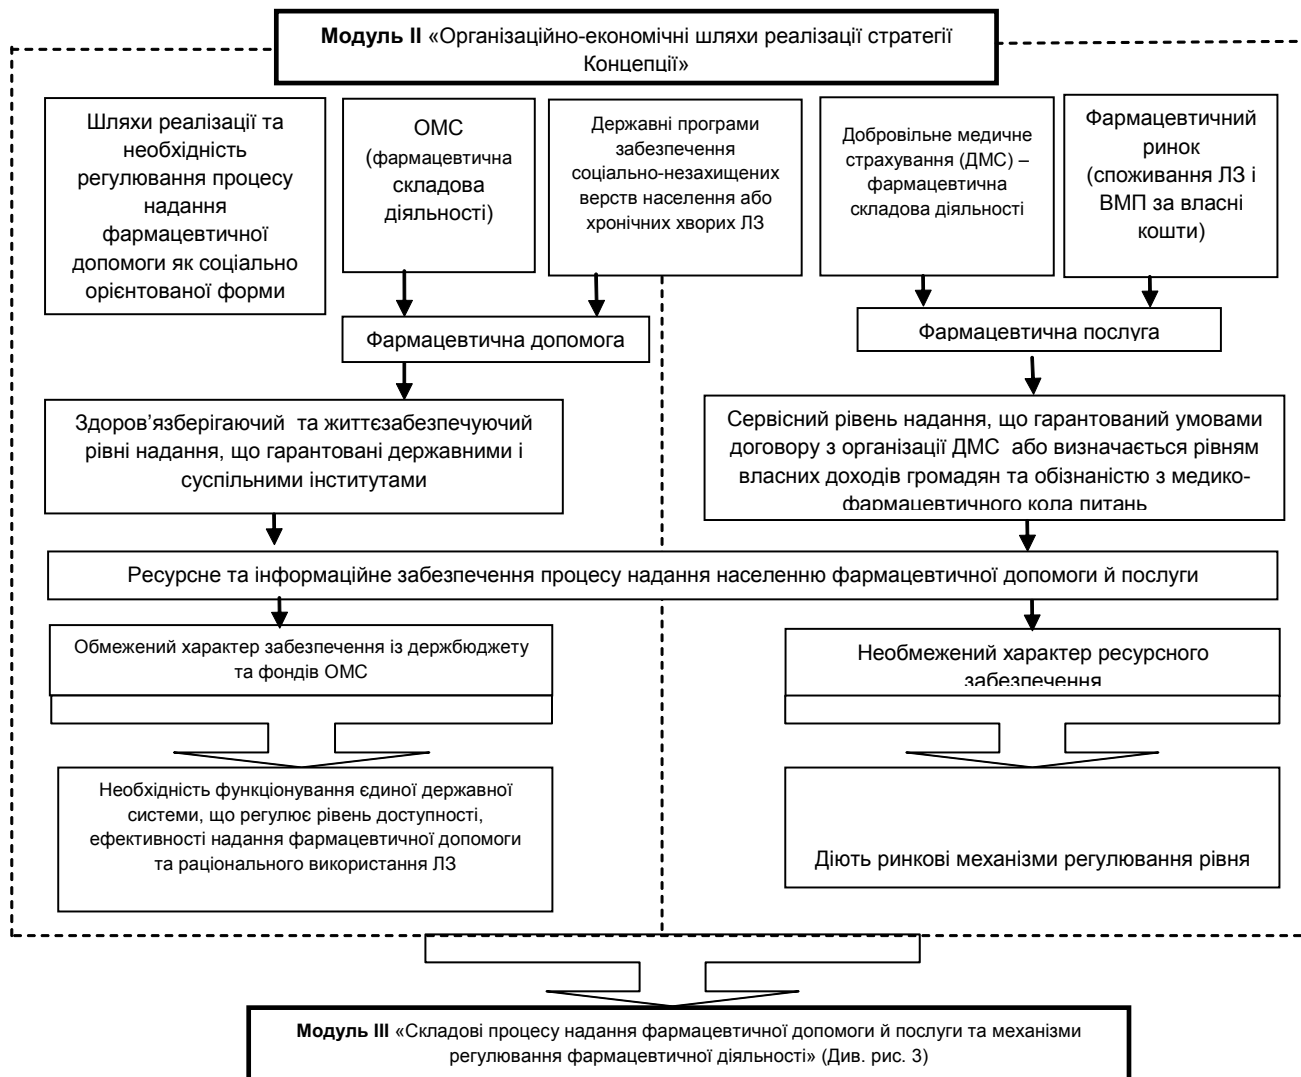 Модуль ІІ «Організаційно-економічні шляхи реалізації стратегії
Концепції»
Шляхи реалізації та
необхідність
регулювання процесу
надання
фармацевтичної
допомоги як соціально
орієнтованої форми
ОМС
(фармацевтична
складова
діяльності)
Державні програми
забезпечення
соціально-незахищених
верств населення або
хронічних хворих ЛЗ
Добровільне медичне
страхування (ДМС) –
фармацевтична
складова діяльності
Фармацевтичний
ринок
(споживання ЛЗ і
ВМП за власні
кошти)
Фармацевтична допомога
Фармацевтична послуга
Здоров’язберігаючий та життєзабезпечуючий
рівні надання, що гарантовані державними і
суспільними інститутами
Сервісний рівень надання, що гарантований умовами
договору з організації ДМС або визначається рівням
власних доходів громадян та обізнаністю з медико-
фармацевтичного кола питань
Ресурсне та інформаційне забезпечення процесу надання населенню фармацевтичної допомоги й послуги
Обмежений характер забезпечення із держбюджету
та фондів ОМС
Необмежений характер ресурсного
забезпечення
Необхідність функціонування єдиної державної
системи, що регулює рівень доступності,
ефективності надання фармацевтичної допомоги
та раціонального використання ЛЗ
Діють ринкові механізми регулювання рівня
Модуль ІІІ «Складові процесу надання фармацевтичної допомоги й послуги та механізми
регулювання фармацевтичної діяльності» (Див. рис. 3)